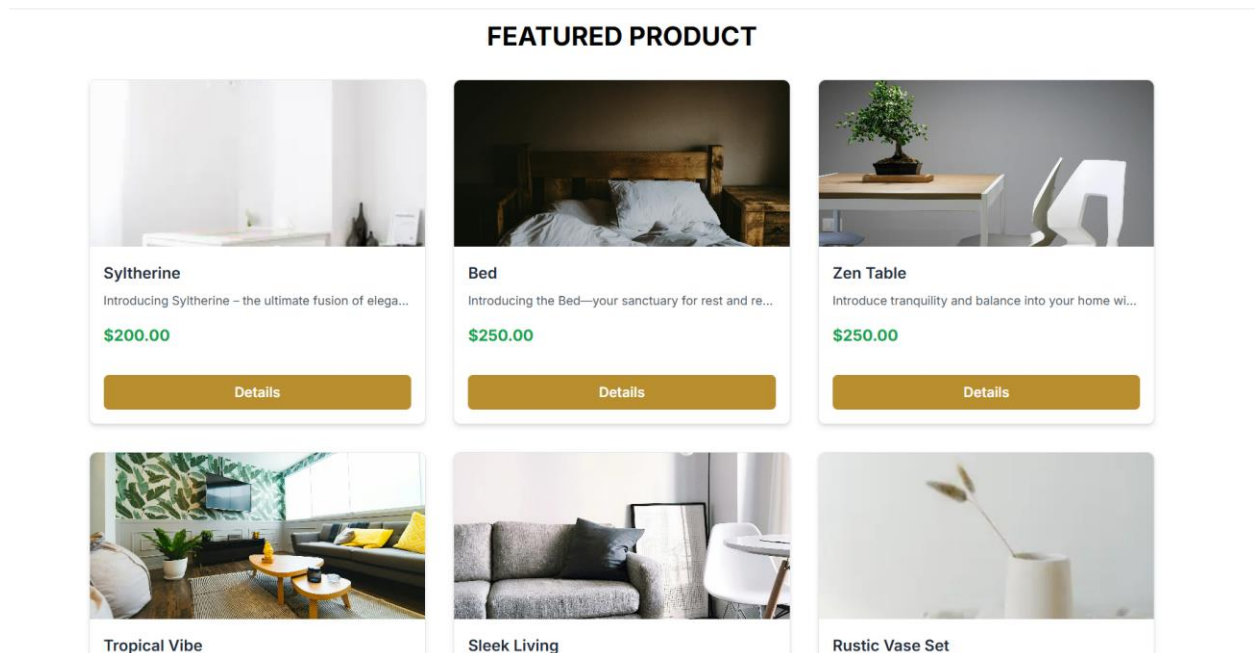 FEATURED PRODUCT
Syltherine
Introducing Syltherine – the ultimate fusion of elega...
$200.00
Details
Bed
Introducing the Bed—your sanctuary for rest and re...
$250.00
Details
Zen Table
Introduce tranquility and balance into your home wi...
$250.00
Details
Tropical Vibe
Sleek Living
Rustic Vase Set